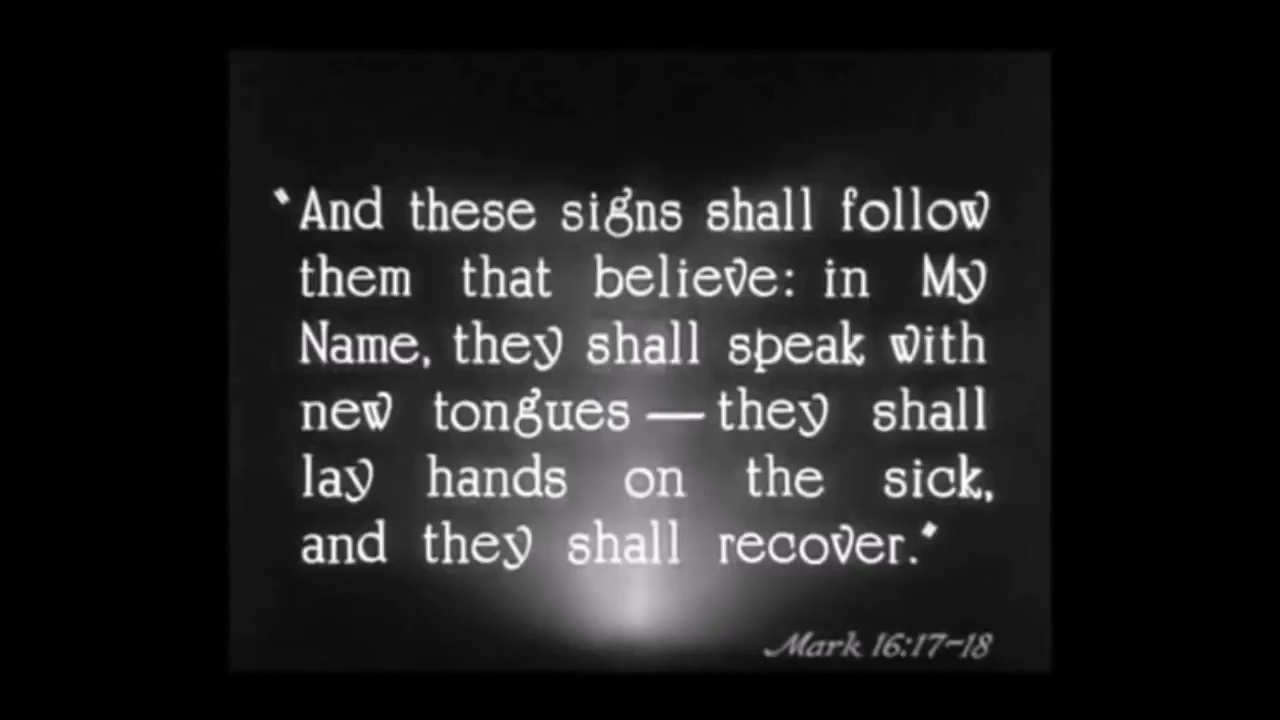 "And these signs shall follow
them that believe: in My
Name, they shall speak with
new tongues — they shall
lay hands on the sick,
and they shall recover."
Mark 16:17-18